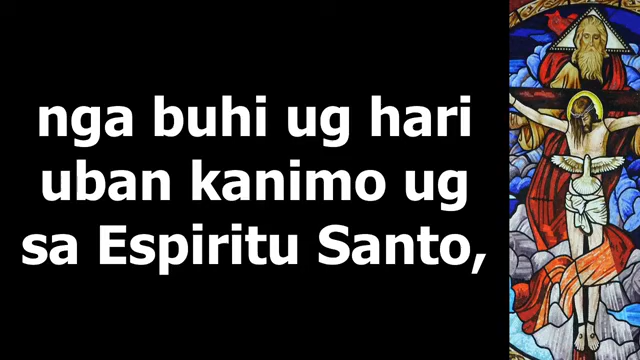 nga buhi ug hari
uban kanimo ug
sa Espiritu Santo,